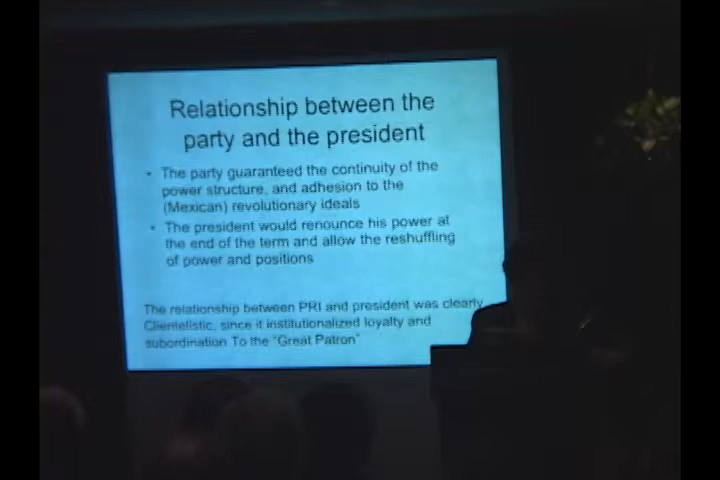 Relationship between the
party and the president
• The party guaranteed the continuity of the
power structure, and adhesion to the
(Mexican) revolutionary ideals
• The president would renounce his power at
the end of the term and allow the reshuffling
of power and positions
The relationship between PRI and president was clearly
Clientelistic, since it institutionalized loyalty and
subordination To the "Great Patron"